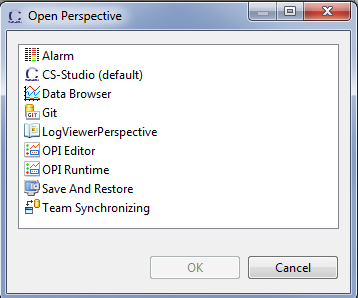 Open Perspective
Alarm
CS-Studio (default)
Data Browser
Git
LogViewerPerspective
OPI Editor
OPI Runtime
Save And Restore
Team Synchronizing
OK
Cancel